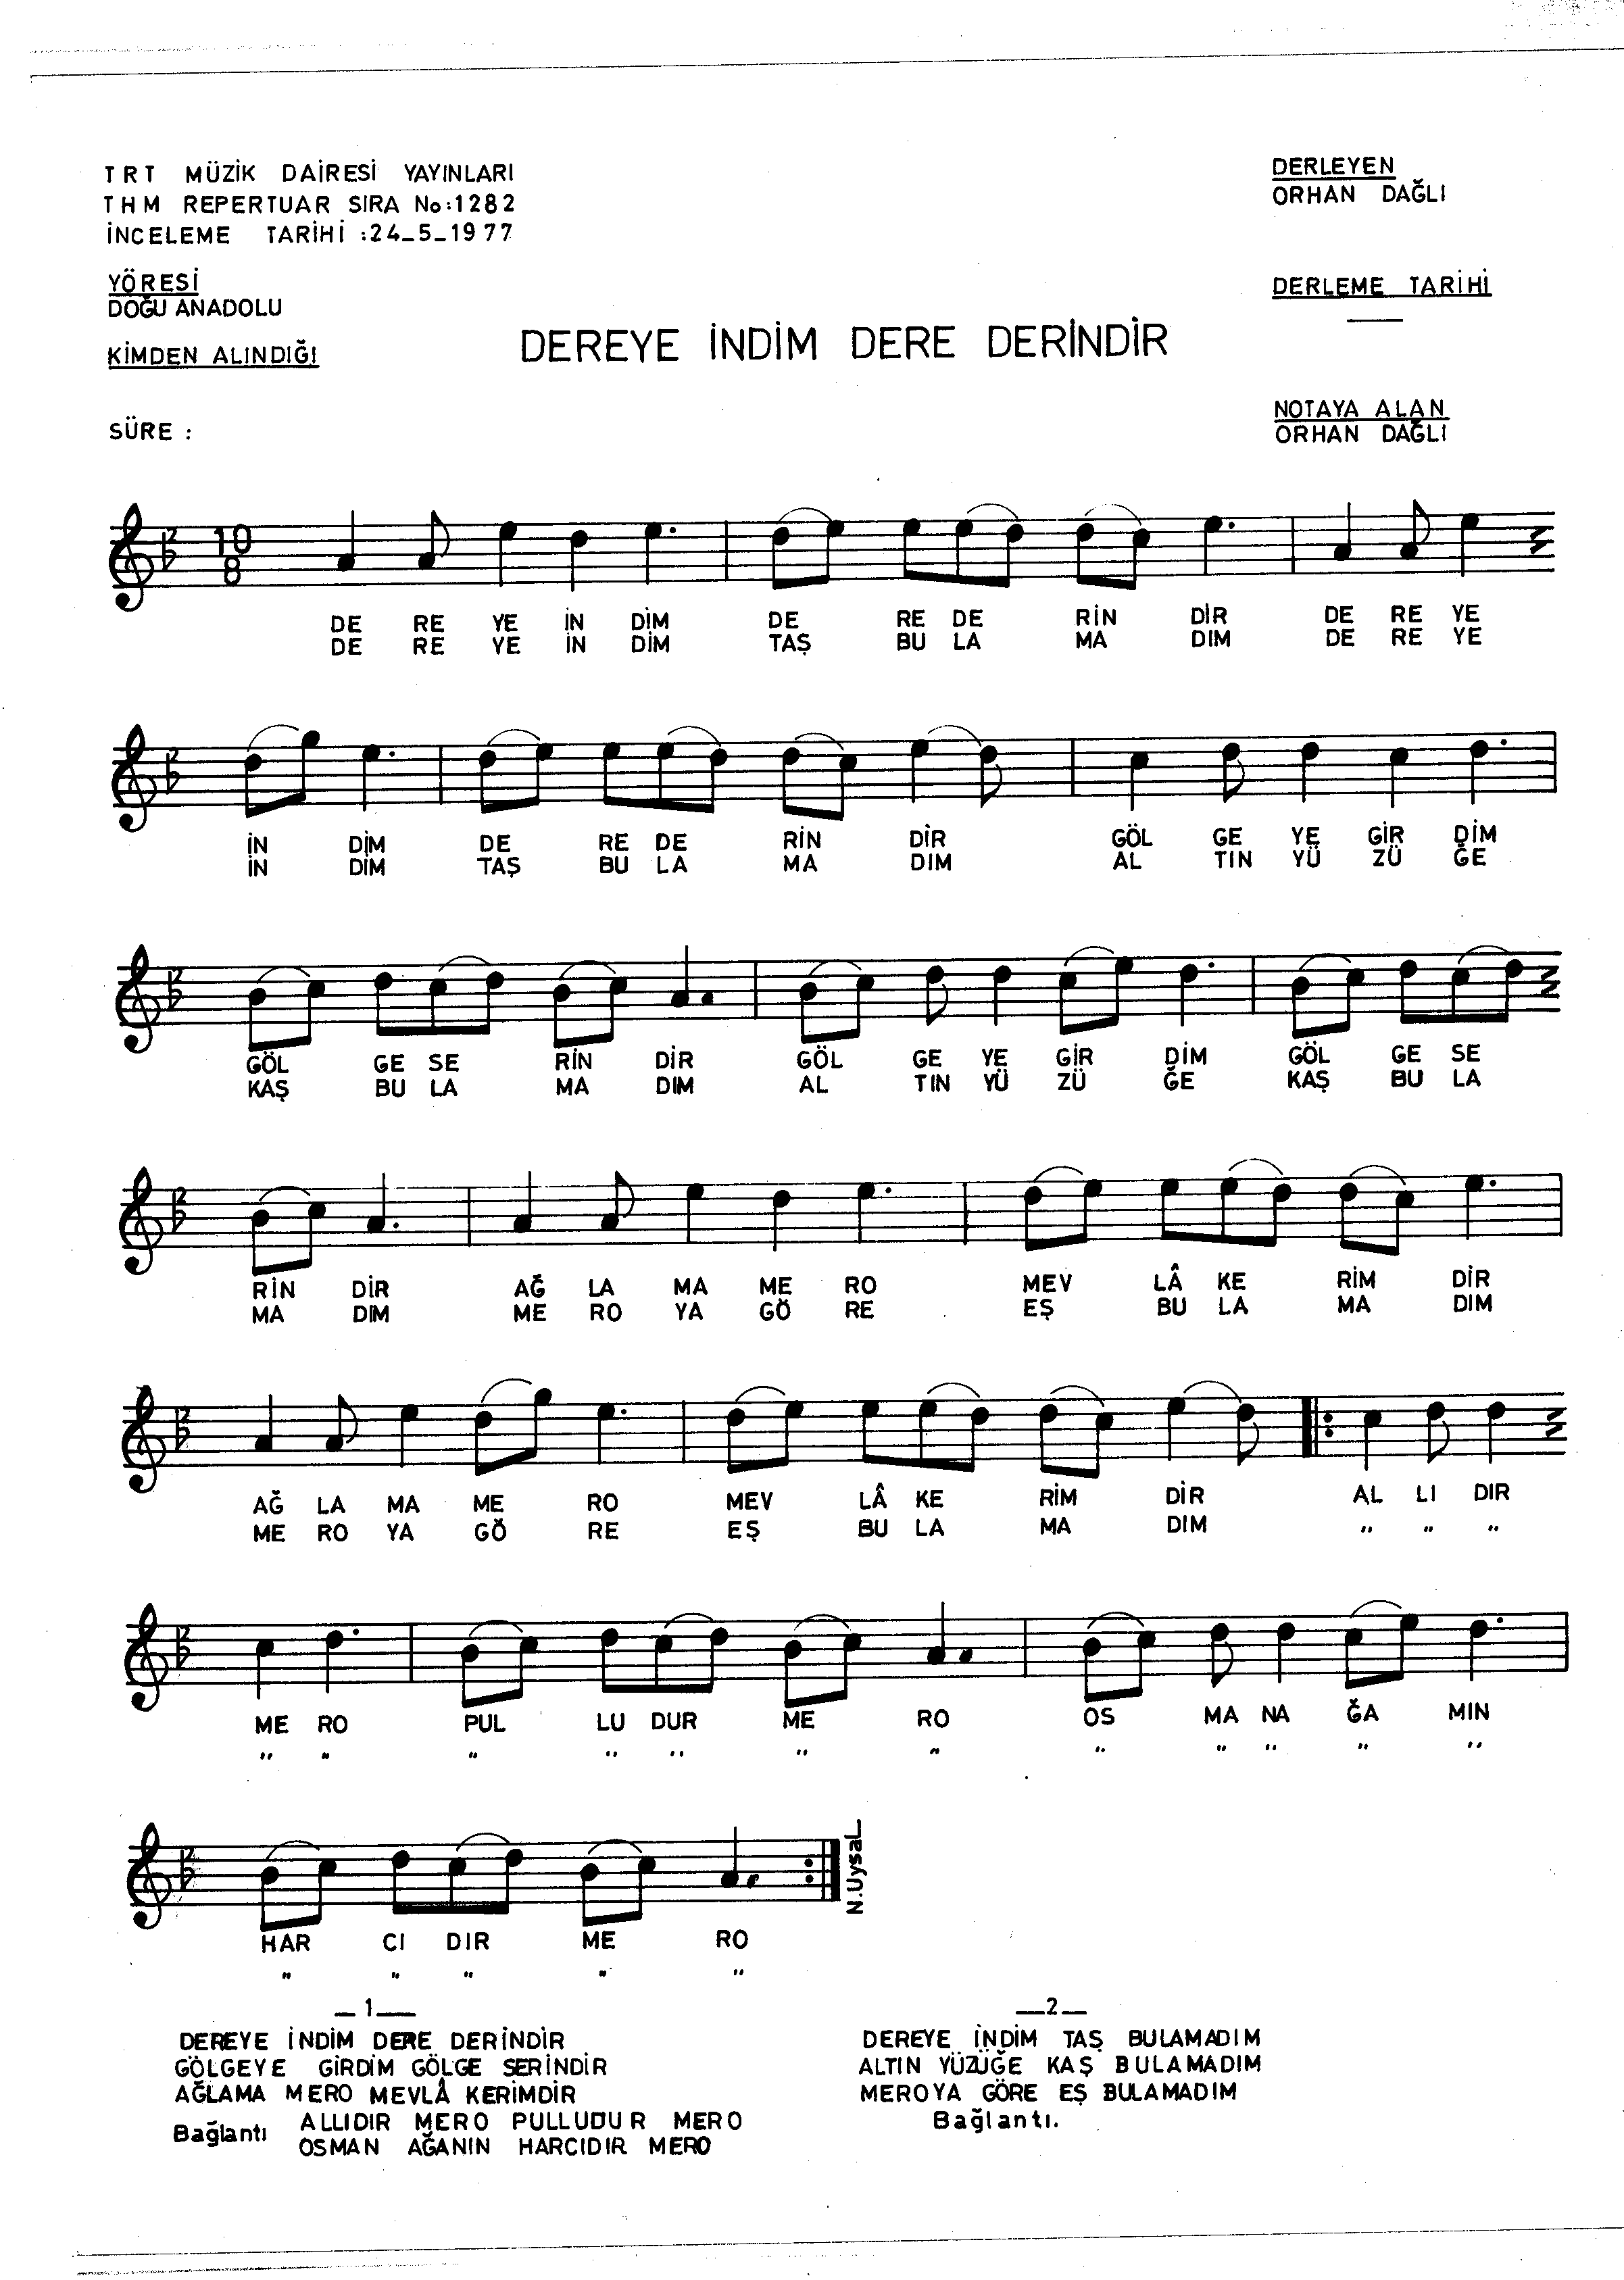 TRT MÜZİK DAİRESİ YAYINLARI
THM REPERTUAR SIRA No:1282
İNCELEME TARİHİ :24_5_1977
DERLEYEN
ORHAN DAĞLI
YÖRESİ
DOĞU ANADOLU
DERLEME TARİHİ
KİMDEN ALINDIĞI
DEREYE İNDİM DERE DERİNDİR
SÜRE :
NOTAYA ALAN
ORHAN DAĞLI
10
8
DE RE YE İN DİM DE RE DE RİN DİR DE RE YE
DE RE YE İN DİM TAŞ BU LA MA DIM DE RE YE
İN DİM DE RE DE RİN DİR GÖL GE YE GİR DİM
İN DİM TAŞ BU LA MA DIM AL TIN YÜ ZÜ ĞE
GÖL GE SE RİN DİR GÖL GE YE GİR DİM GÖL GE SE
KAŞ BU LA MA DIM AL TIN YÜ ZÜ ĞE KAŞ BU LA
RİN DİR AĞ LA MA ME RO MEV LÂ KE RİM DİR
MA DIM ME RO YA GÖ RE EŞ BU LA MA DIM
AĞ LA MA ME RO MEV LÂ KE RİM DİR AL LI DIR
ME RO YA GÖ RE EŞ BU LA MA DIM " " "
ME RO PUL LU DUR ME RO OS MA NA ĞA MIN
" " " " " " " " " " " "
N.Uysal
HAR CI DIR ME RO
" " " " "
_ 1 __
DEREYE İNDİM DERE DERİNDİR
GÖLGEYE GİRDİM GÖLGE SERİNDİR
AĞLAMA MERO MEVLÂ KERİMDİR
Bağlantı ALLIDIR MERO PULLUDUR MERO
OSMAN AĞANIN HARCIDIR MERO
__2_
DEREYE İNDİM TAŞ BULAMADIM
ALTIN YÜZÜĞE KAŞ BULAMADIM
MEROYA GÖRE EŞ BULAMADIM
Bağlantı.